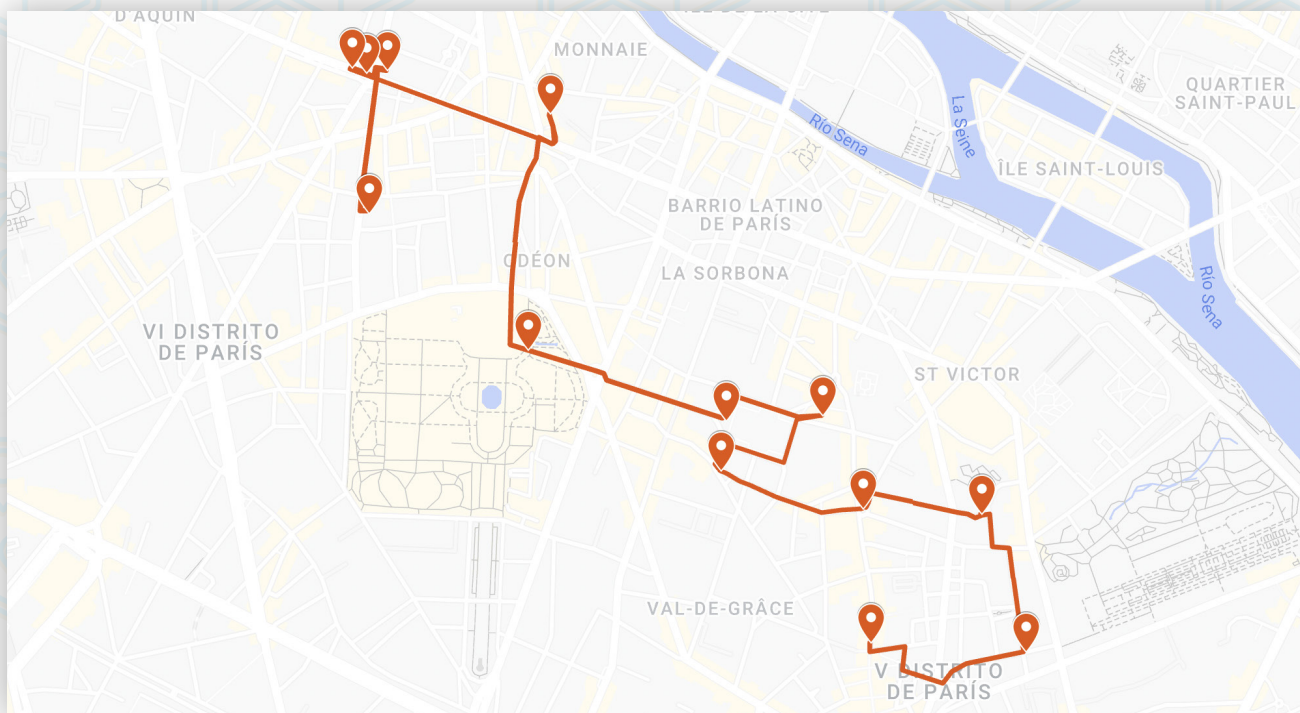 D'AQUIN
MONNAIE
QUARTIER
SAINT-PAUL
Río Sena
La Seine
ÎLE SAINT-LOUIS
BARRIO LATINO
DE PARÍS
ODÉON
LA SORBONA
Río Sena
VI DISTRITO
DE PARÍS
ST VICTOR
VAL-DE-GRÂCE
V DISTRITO
DE PARÍS